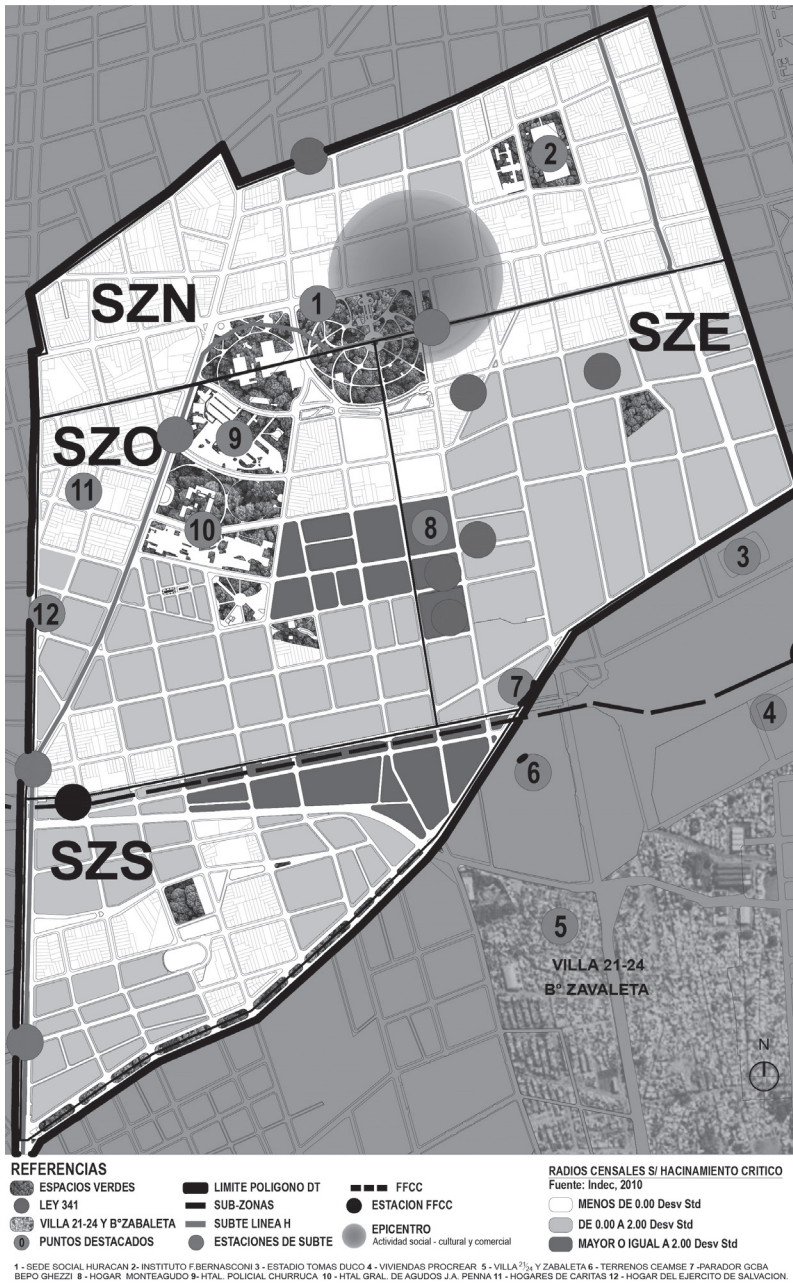 2
SZN
1
SZE
SZO
9
11
10
8
3
12
7
4
6
SZS
5
VILLA 21-24
Bº ZAVALETA
N
REFERENCIAS
ESPACIOS VERDES
LEY 341
VILLA 21-24 Y BºZABALETA
0 PUNTOS DESTACADOS
LIMITE POLIGONO DT
SUB-ZONAS
SUBTE LINEA H
ESTACIONES DE SUBTE
FFCC
ESTACION FFCC
EPICENTRO
Actividad social - cultural y comercial
RADIOS CENSALES S/ HACINAMIENTO CRITICO
Fuente: Indec, 2010
MENOS DE 0.00 Desv Std
DE 0.00 A 2.00 Desv Std
MAYOR O IGUAL A 2.00 Desv Std
1 - SEDE SOCIAL HURACAN 2- INSTITUTO F.BERNASCONI 3 - ESTADIO TOMAS DUCO 4 - VIVIENDAS PROCREAR 5 - VILLA 21/24 Y ZABALETA 6 - TERRENOS CEAMSE 7 -PARADOR GCBA
BEPO GHEZZI 8 - HOGAR MONTEAGUDO 9- HTAL. POLICIAL CHURRUCA 10 - HTAL GRAL. DE AGUDOS J.A. PENNA 11 - HOGARES DE CARITAS 12 - HOGAR DEL EJERCITO DE SALVACION.